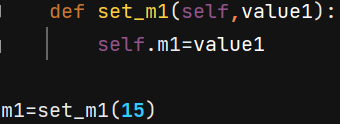 def set_m1(self,value1):
self.m1=value1
m1=set_m1(15)